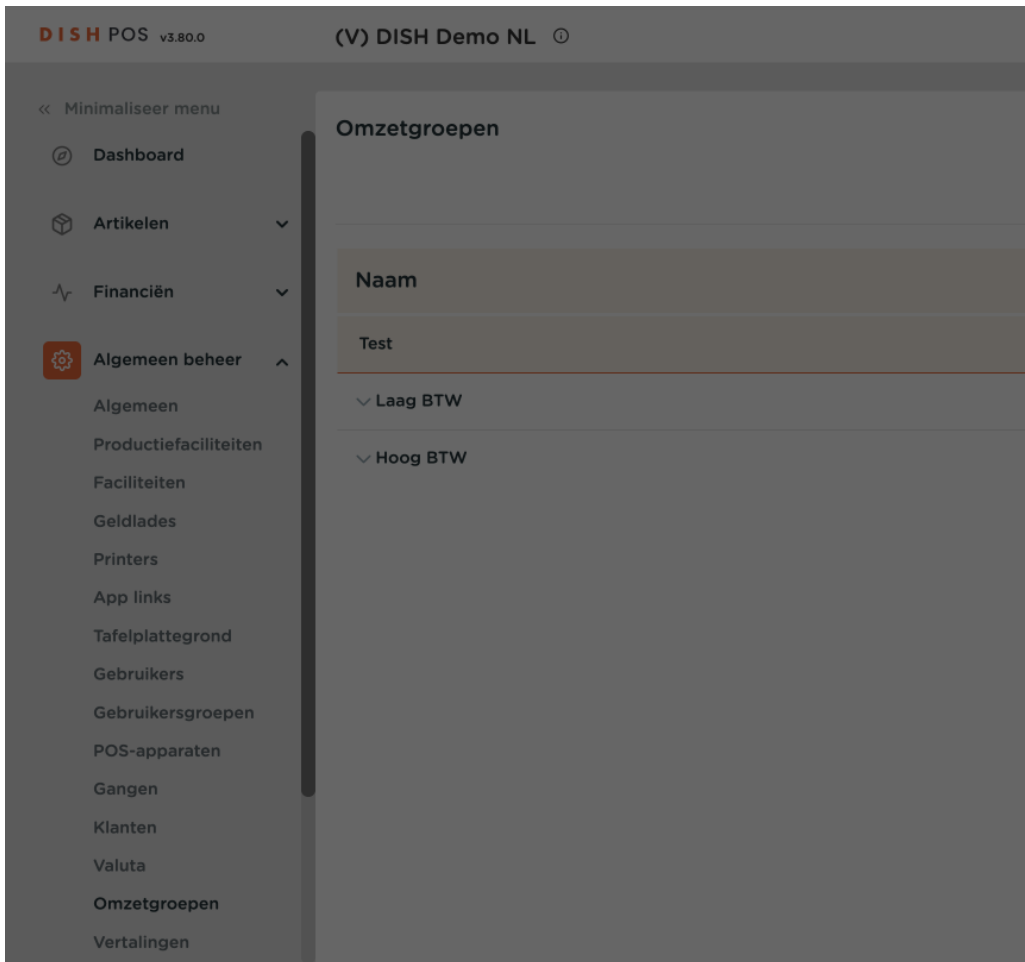 DISH POS v3.80.0
(V) DISH Demo NL
Minimaliseer menu
Dashboard
Artikelen
Financiën
Algemeen beheer
Algemeen
Productiefaciliteiten
Faciliteiten
Geldlades
Printers
App links
Tafelplattegrond
Gebruikers
Gebruikersgroepen
POS-apparaten
Gangen
Klanten
Valuta
Omzetgroepen
Vertalingen
Omzetgroepen
Naam
Test
Laag BTW
Hoog BTW